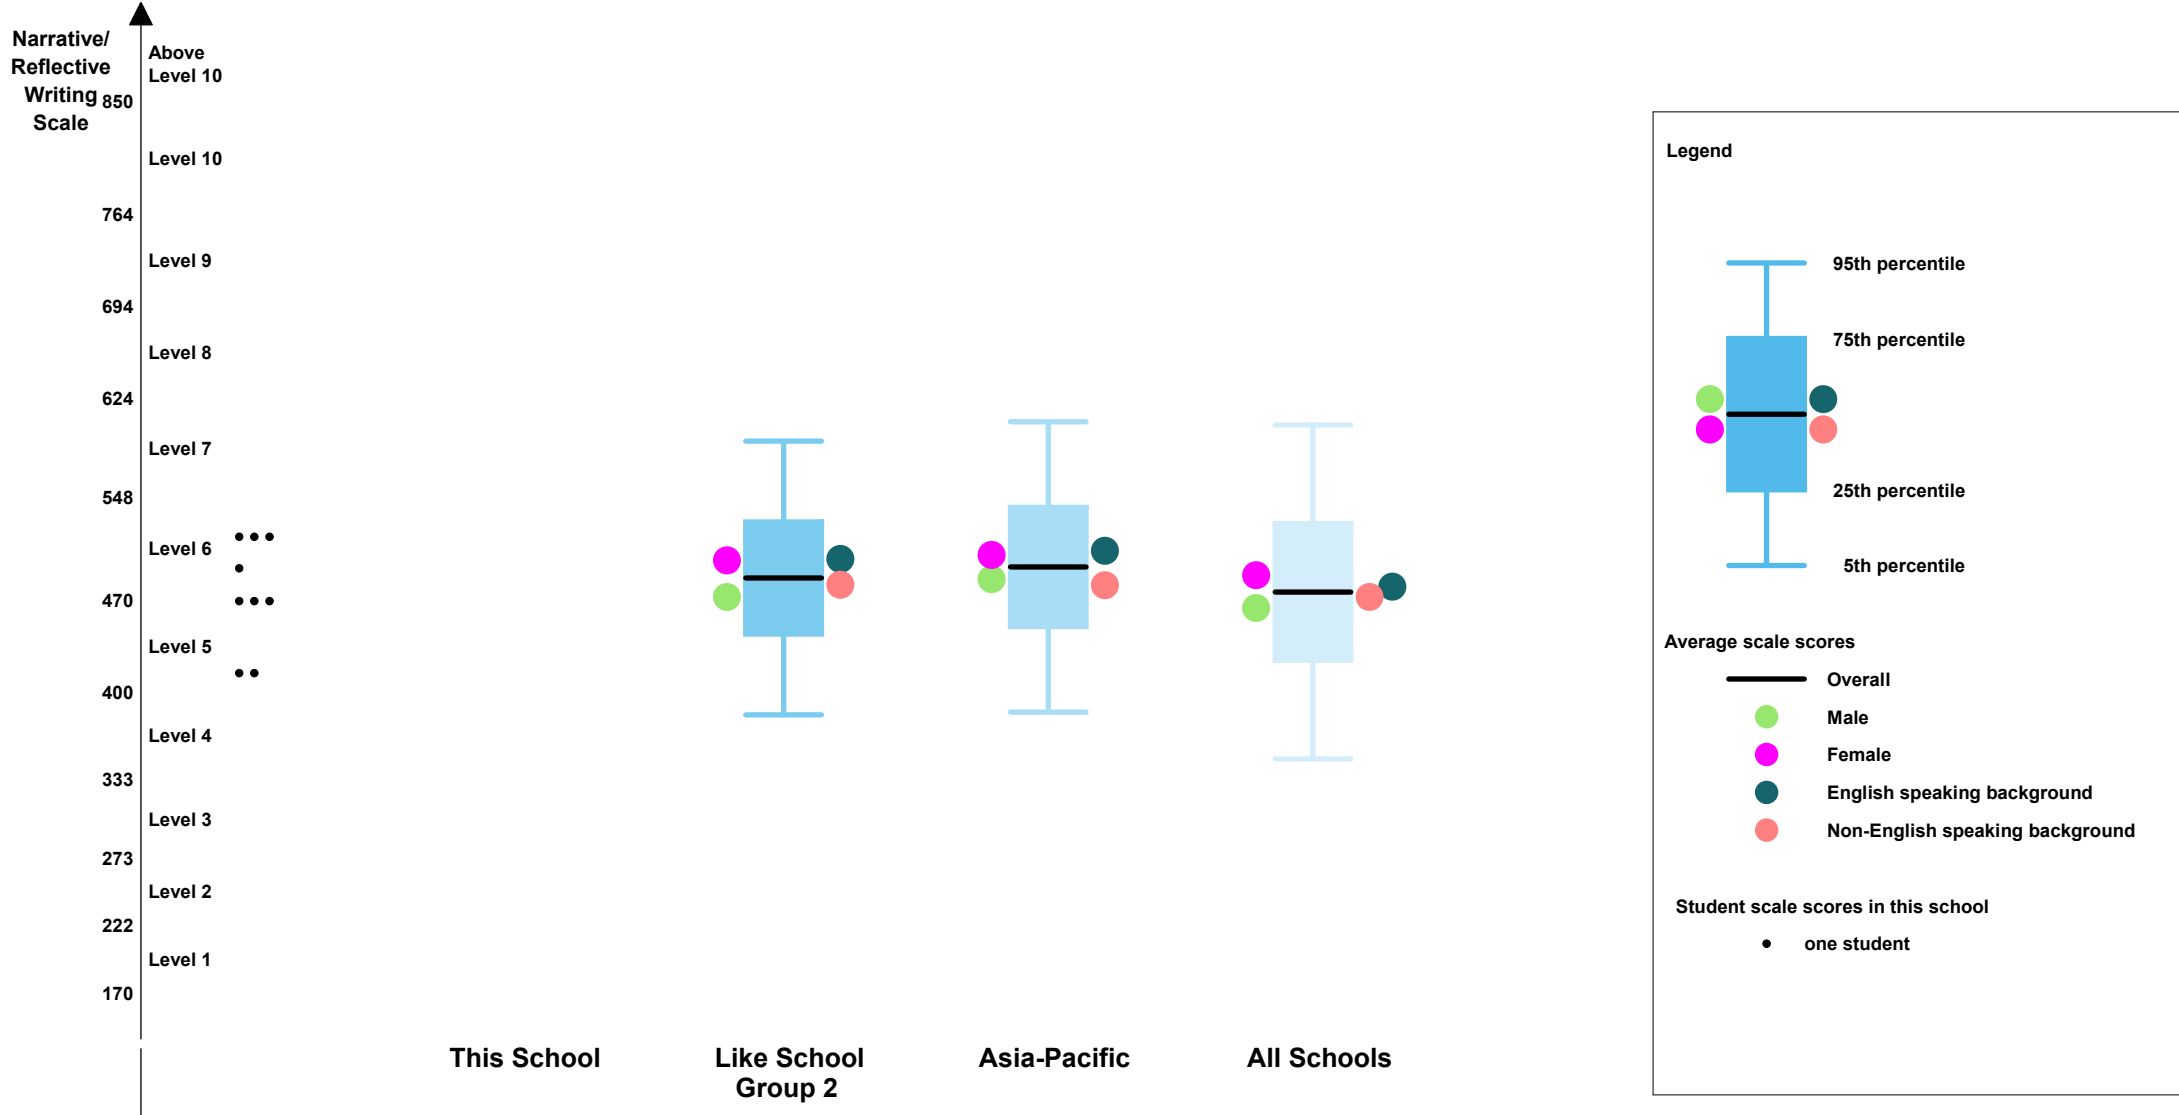 Narrative/
Reflective
Writing
Scale
Above
Level 10
850
Level 10
764
Level 9
694
Level 8
624
Level 7
548
Level 6
470
Level 5
400
Level 4
333
Level 3
273
Level 2
222
Level 1
170
This School
Like School
Group 2
Asia-Pacific
All Schools
Legend
95th percentile
75th percentile
25th percentile
5th percentile
Average scale scores
Overall
Male
Female
English speaking background
Non-English speaking background
Student scale scores in this school
one student